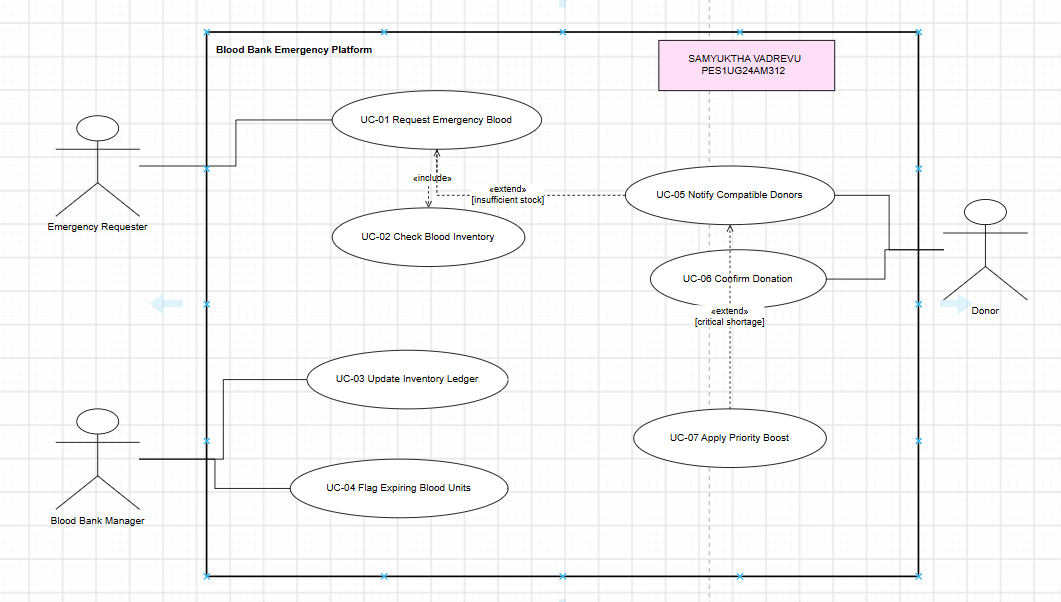 Blood Bank Emergency Platform
SAMYUKTHA VADREVU
PES1UG24AM312
UC-01 Request Emergency Blood
«include»
«extend»
[insufficient stock]
UC-05 Notify Compatible Donors
Emergency Requester
UC-02 Check Blood Inventory
UC-06 Confirm Donation
«extend»
[critical shortage]
Donor
UC-03 Update Inventory Ledger
UC-07 Apply Priority Boost
UC-04 Flag Expiring Blood Units
Blood Bank Manager